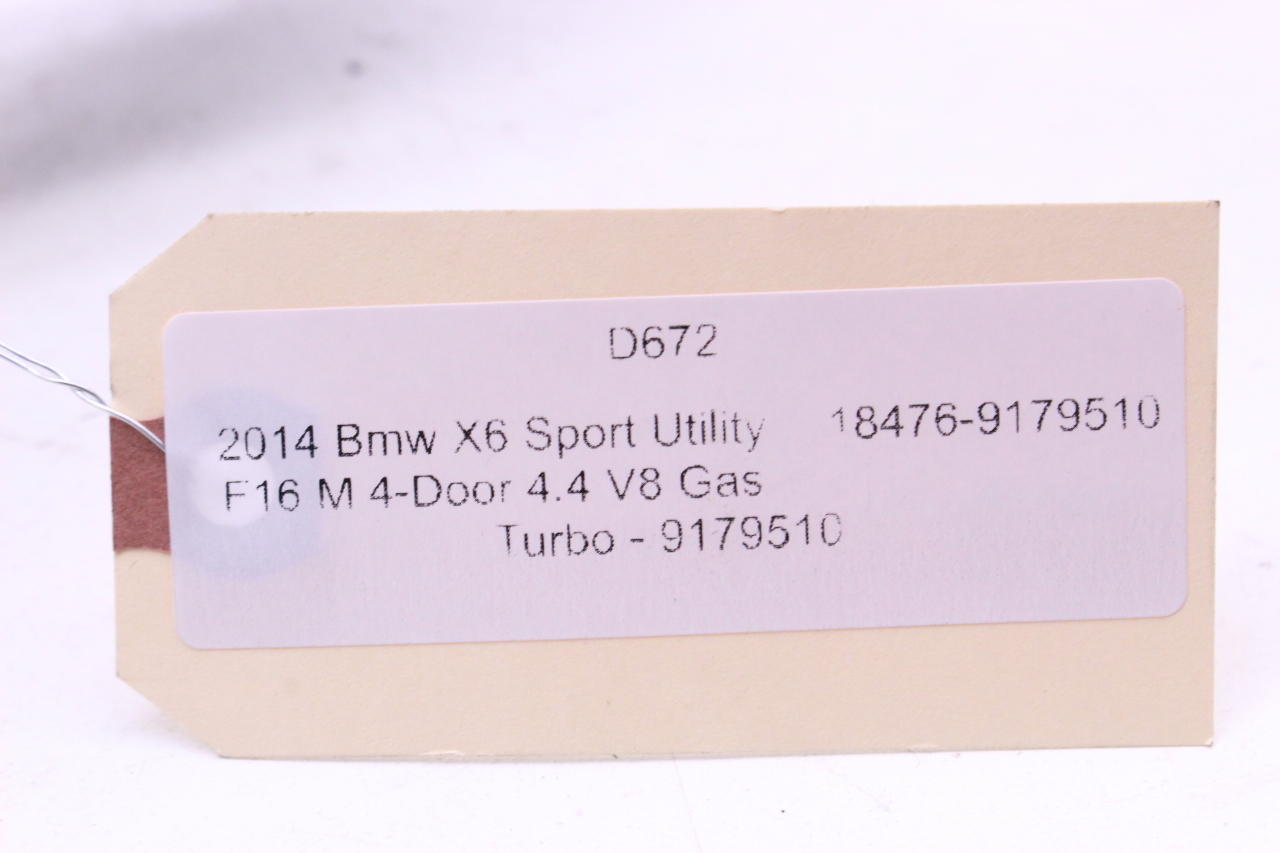 D672
2014 Bmw X6 Sport Utility 18476-9179510
F16 M 4-Door 4.4 V8 Gas
Turbo - 9179510